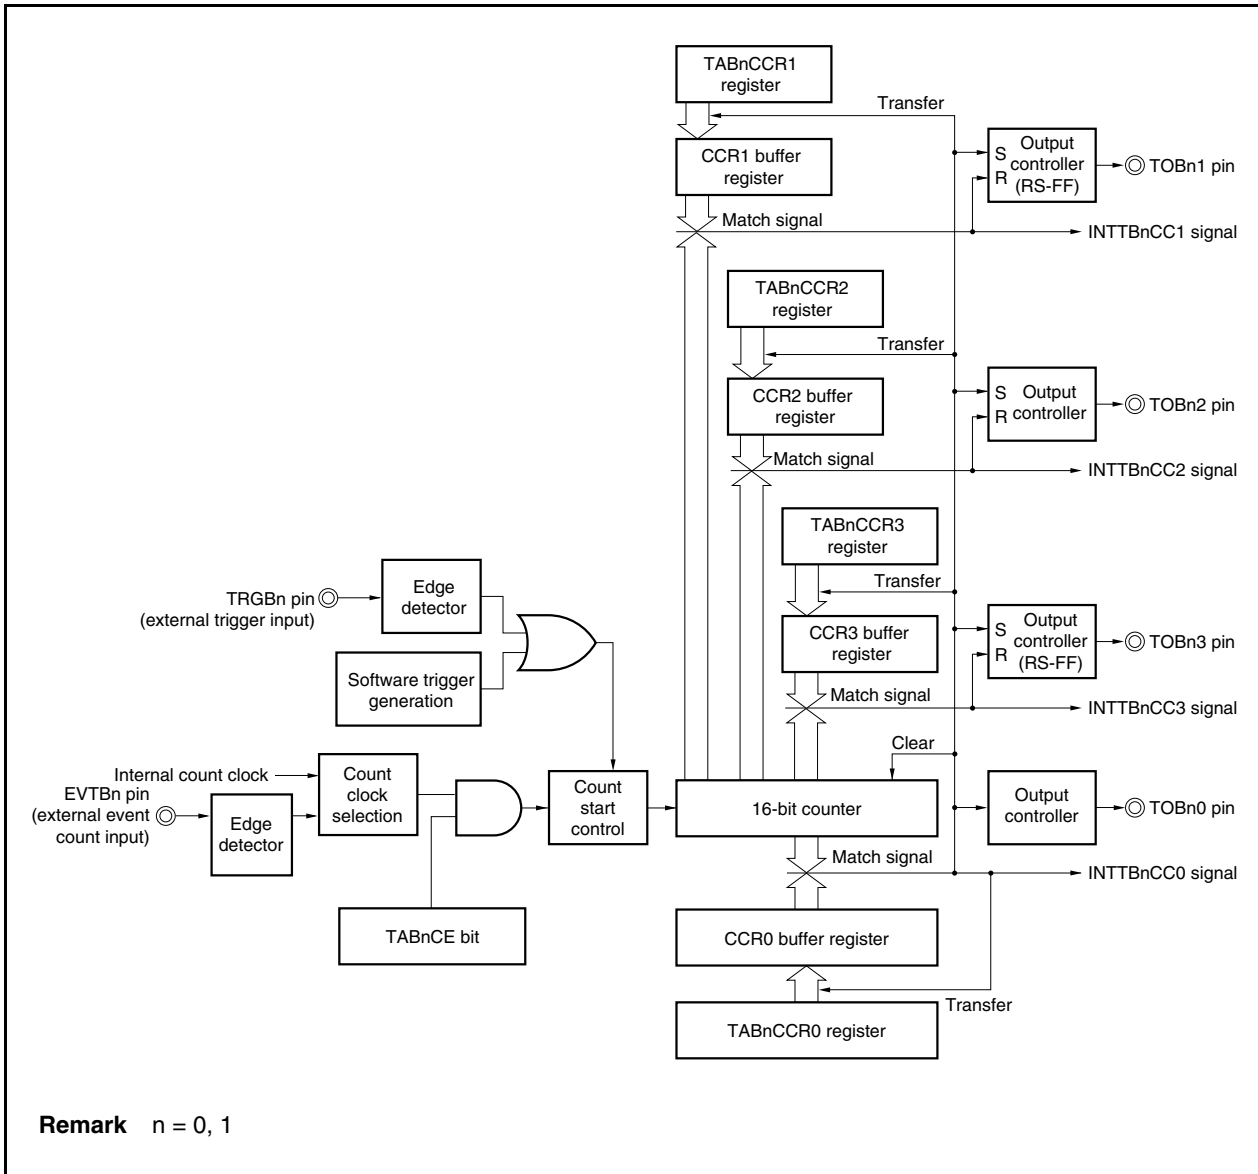 TABnCCR1
register
Transfer
CCR1 buffer
register
S
R
Output
controller
(RS-FF)
TOBn1 pin
Match signal
INTTBnCC1 signal
TABnCCR2
register
Transfer
CCR2 buffer
register
S
R
Output
controller
TOBn2 pin
Match signal
INTTBnCC2 signal
TABnCCR3
register
Transfer
CCR3 buffer
register
S
R
Output
controller
(RS-FF)
TOBn3 pin
Match signal
INTTBnCC3 signal
TRGBn pin
(external trigger input)
Edge
detector
Software trigger
generation
Internal count clock
EVTBn pin
(external event
count input)
Edge
detector
Count
clock
selection
Count
start
control
Clear
16-bit counter
Output
controller
TOBn0 pin
Match signal
INTTBnCC0 signal
TABnCE bit
CCR0 buffer register
Transfer
TABnCCR0 register
Remark n = 0, 1